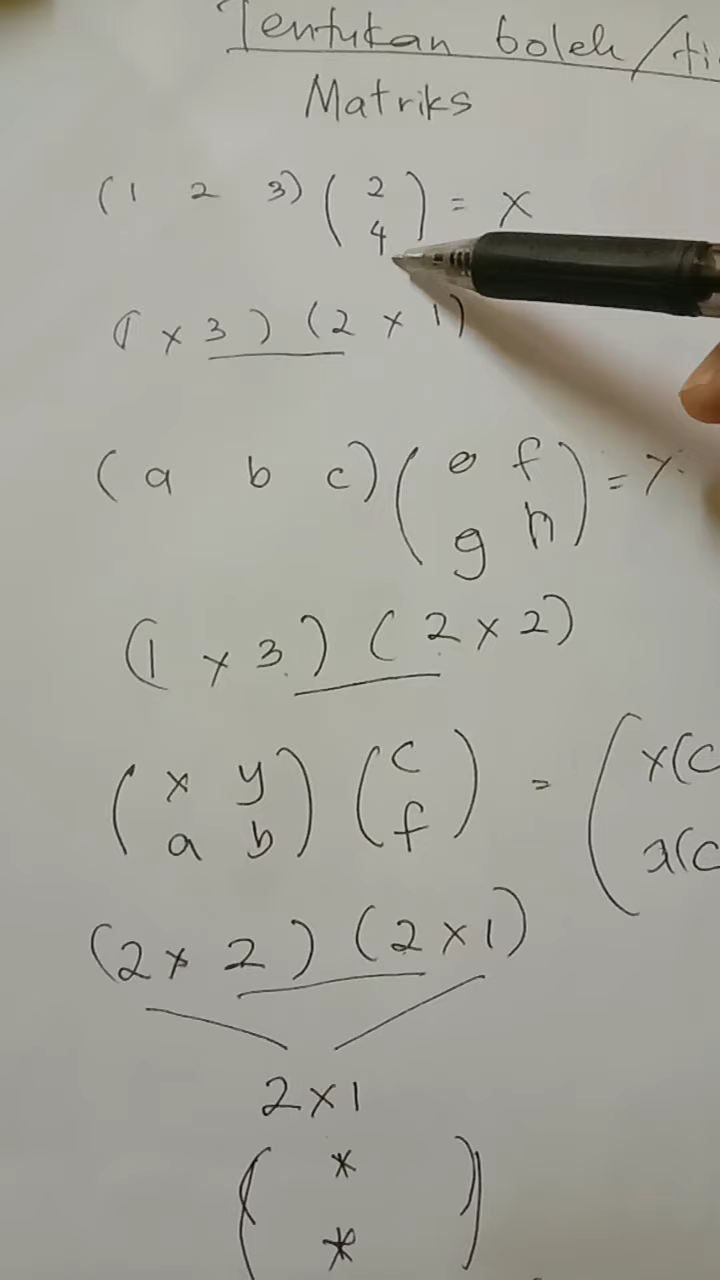 Tentukan boleh/
Matriks
(1 2 3) (2 4) = X
(1 x 3) (2 x 1)
(a b c) (e f g h) = X
(1 x 3) (2 x 2)
(x y a b) (c f) = (x(c a(c
(2 x 2) (2 x 1)
2 x 1
(* *)